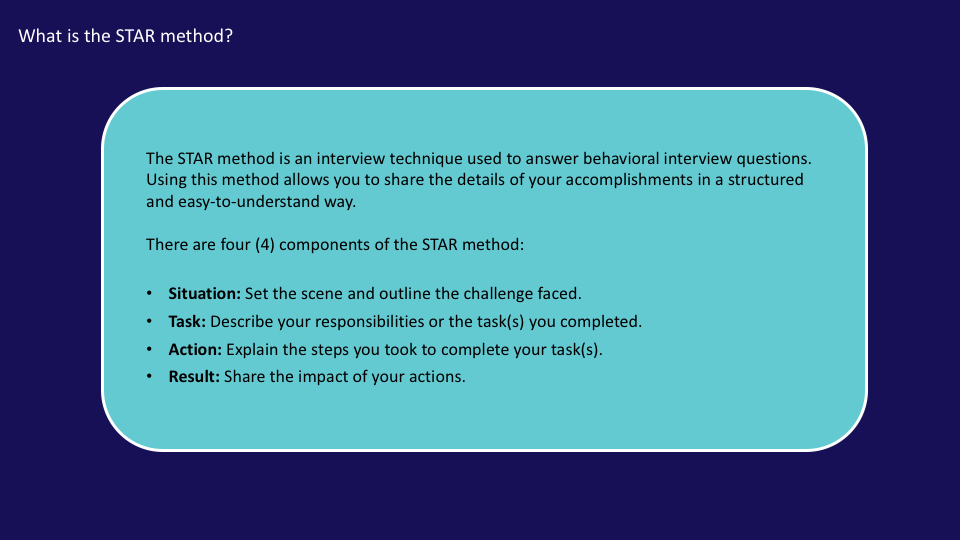 What is the STAR method?
The STAR method is an interview technique used to answer behavioral interview questions.
Using this method allows you to share the details of your accomplishments in a structured
and easy-to-understand way.
There are four (4) components of the STAR method:
• Situation: Set the scene and outline the challenge faced.
• Task: Describe your responsibilities or the task(s) you completed.
• Action: Explain the steps you took to complete your task(s).
• Result: Share the impact of your actions.